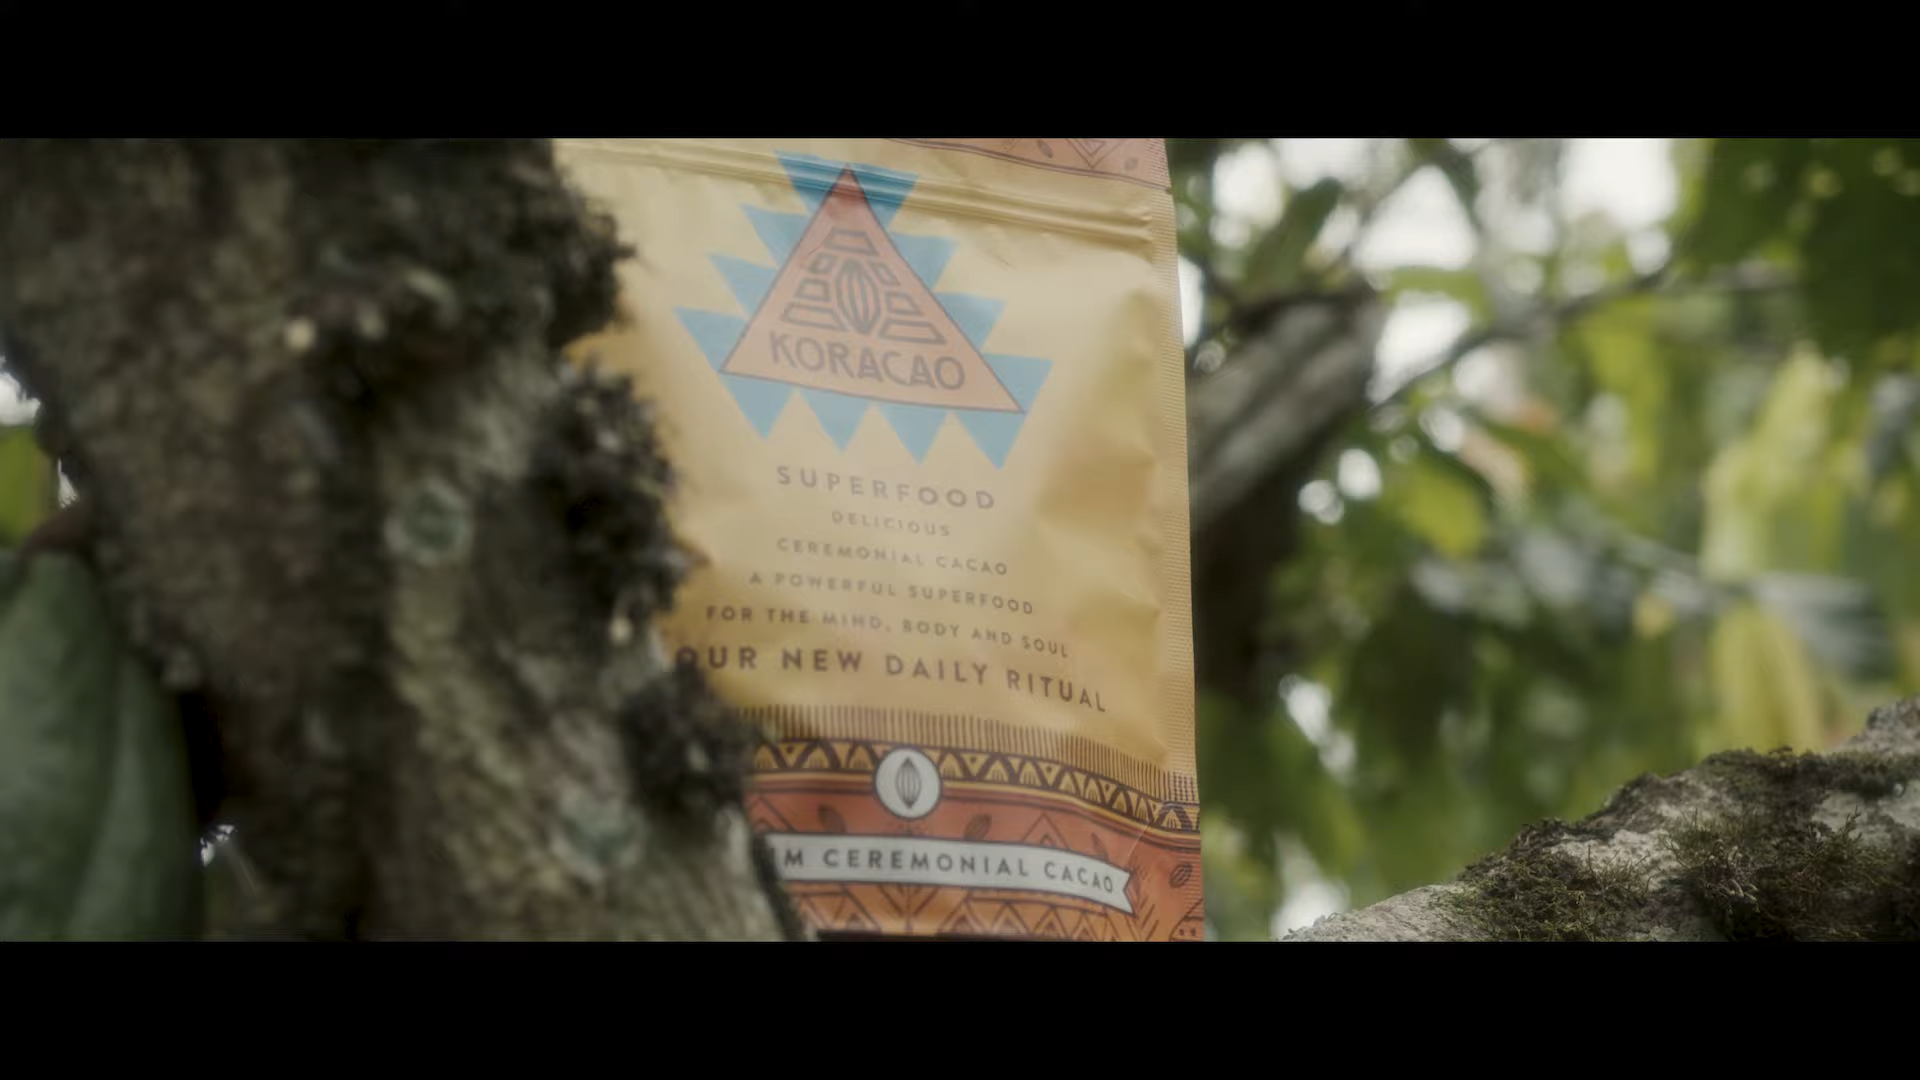 KORACAO
SUPERFOOD
DELICIOUS
CEREMONIAL CACAO
A POWERFUL SUPERFOOD
FOR THE MIND, BODY AND SOUL
OUR NEW DAILY RITUAL
M CEREMONIAL CACAO